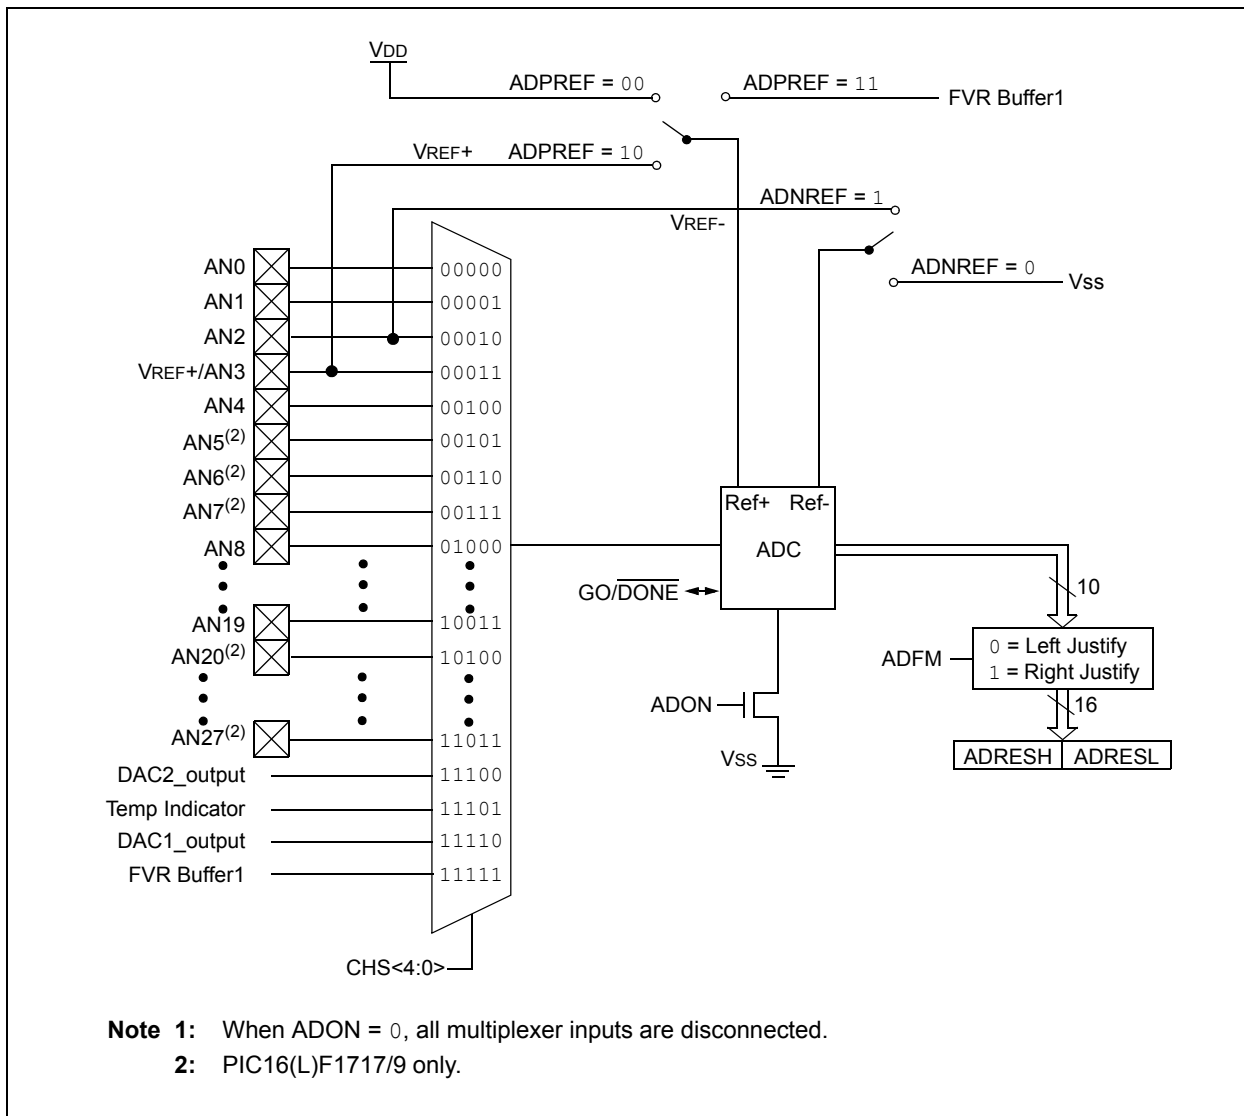 VDD
ADPREF = 00
ADPREF = 11
FVR Buffer1
VREF+
ADPREF = 10
ADNREF = 1
VREF-
ADNREF = 0
VSS
AN0
00000
AN1
00001
AN2
00010
VREF+/AN3
00011
AN4
00100
AN5(2)
00101
AN6(2)
00110
AN7(2)
00111
AN8
01000
AN19
10011
AN20(2)
10100
AN27(2)
11011
DAC2_output
11100
Temp Indicator
11101
DAC1_output
11110
FVR Buffer1
11111
CHS<4:0>
Ref+ Ref-
ADC
GO/DONE
10
ADFM
0 = Left Justify
1 = Right Justify
16
ADON
VSS
ADRESH ADRESL
Note 1: When ADON = 0, all multiplexer inputs are disconnected.
2: PIC16(L)F1717/9 only.